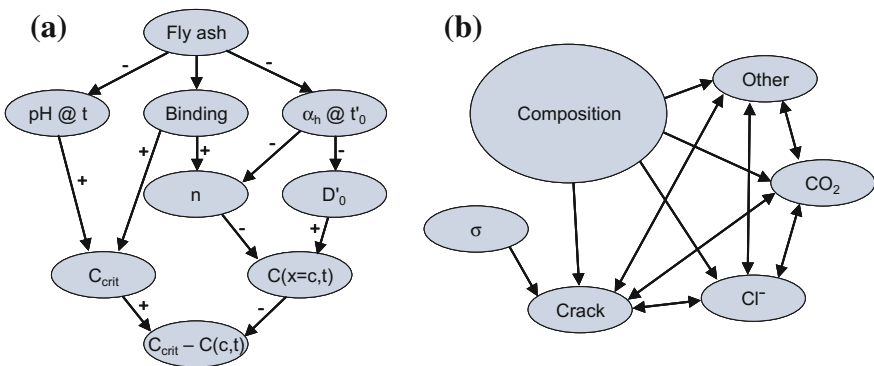 (a)
Fly ash
- -
pH @ t Binding αh @ t'0
+ + + - -
n D'0
- +
Ccrit C(x=c,t)
+ -
Ccrit – C(c,t)
(b)
Composition
Other
CO2
σ
Crack
Cl⁻